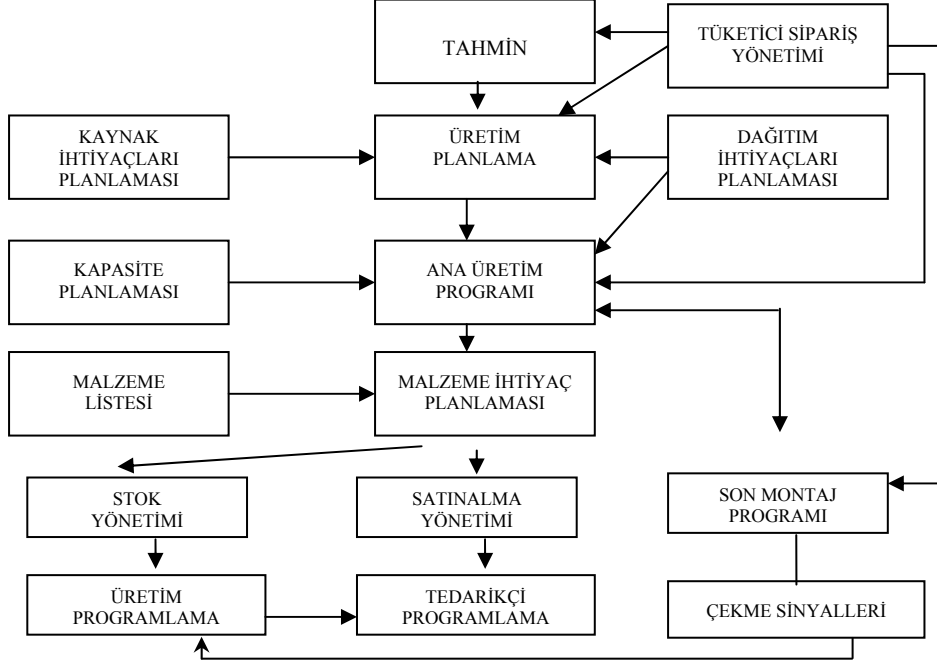 TAHMİN
TÜKETİCİ SİPARİŞ
YÖNETİMİ
KAYNAK
İHTİYAÇLARI
PLANLAMASI
ÜRETİM
PLANLAMA
DAĞITIM
İHTİYAÇLARI
PLANLAMASI
KAPASİTE
PLANLAMASI
ANA ÜRETİM
PROGRAMI
MALZEME
LİSTESİ
MALZEME İHTİYAÇ
PLANLAMASI
STOK
YÖNETİMİ
SATINALMA
YÖNETİMİ
SON MONTAJ
PROGRAMI
ÜRETİM
PROGRAMLAMA
TEDARİKÇİ
PROGRAMLAMA
ÇEKME SİNYALLERİ